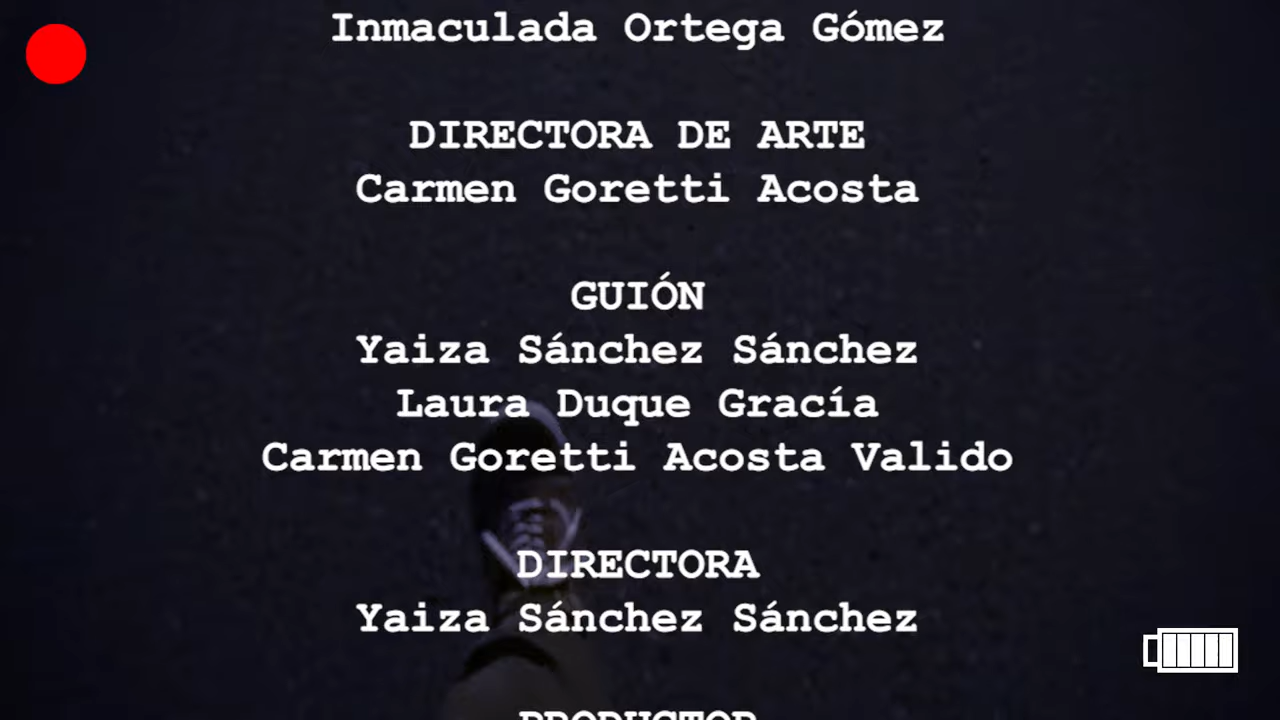 Inmaculada Ortega Gómez
DIRECTORA DE ARTE
Carmen Goretti Acosta
GUIÓN
Yaiza Sánchez Sánchez
Laura Duque Gracía
Carmen Goretti Acosta Valido
DIRECTORA
Yaiza Sánchez Sánchez
PRODUCTOR